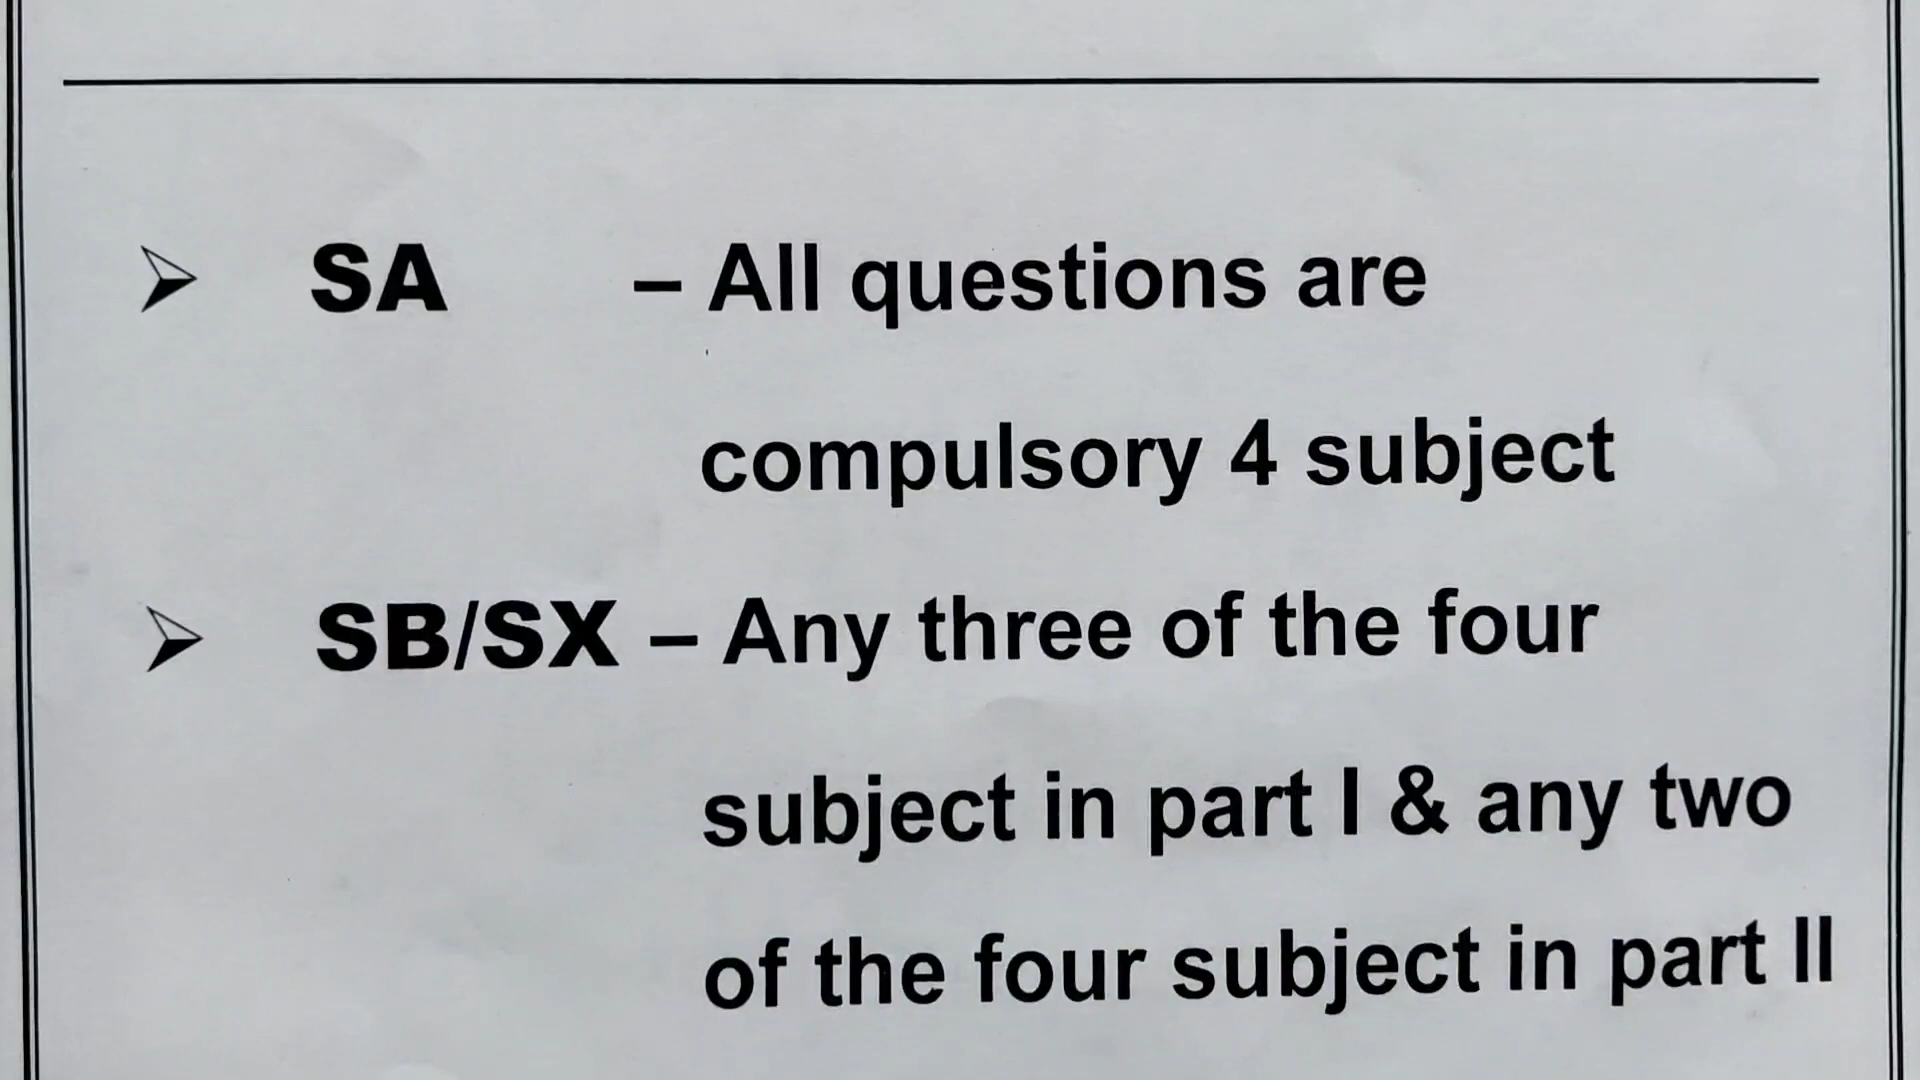 ➢ SA – All questions are
compulsory 4 subject
➢ SB/SX – Any three of the four
subject in part I & any two
of the four subject in part II